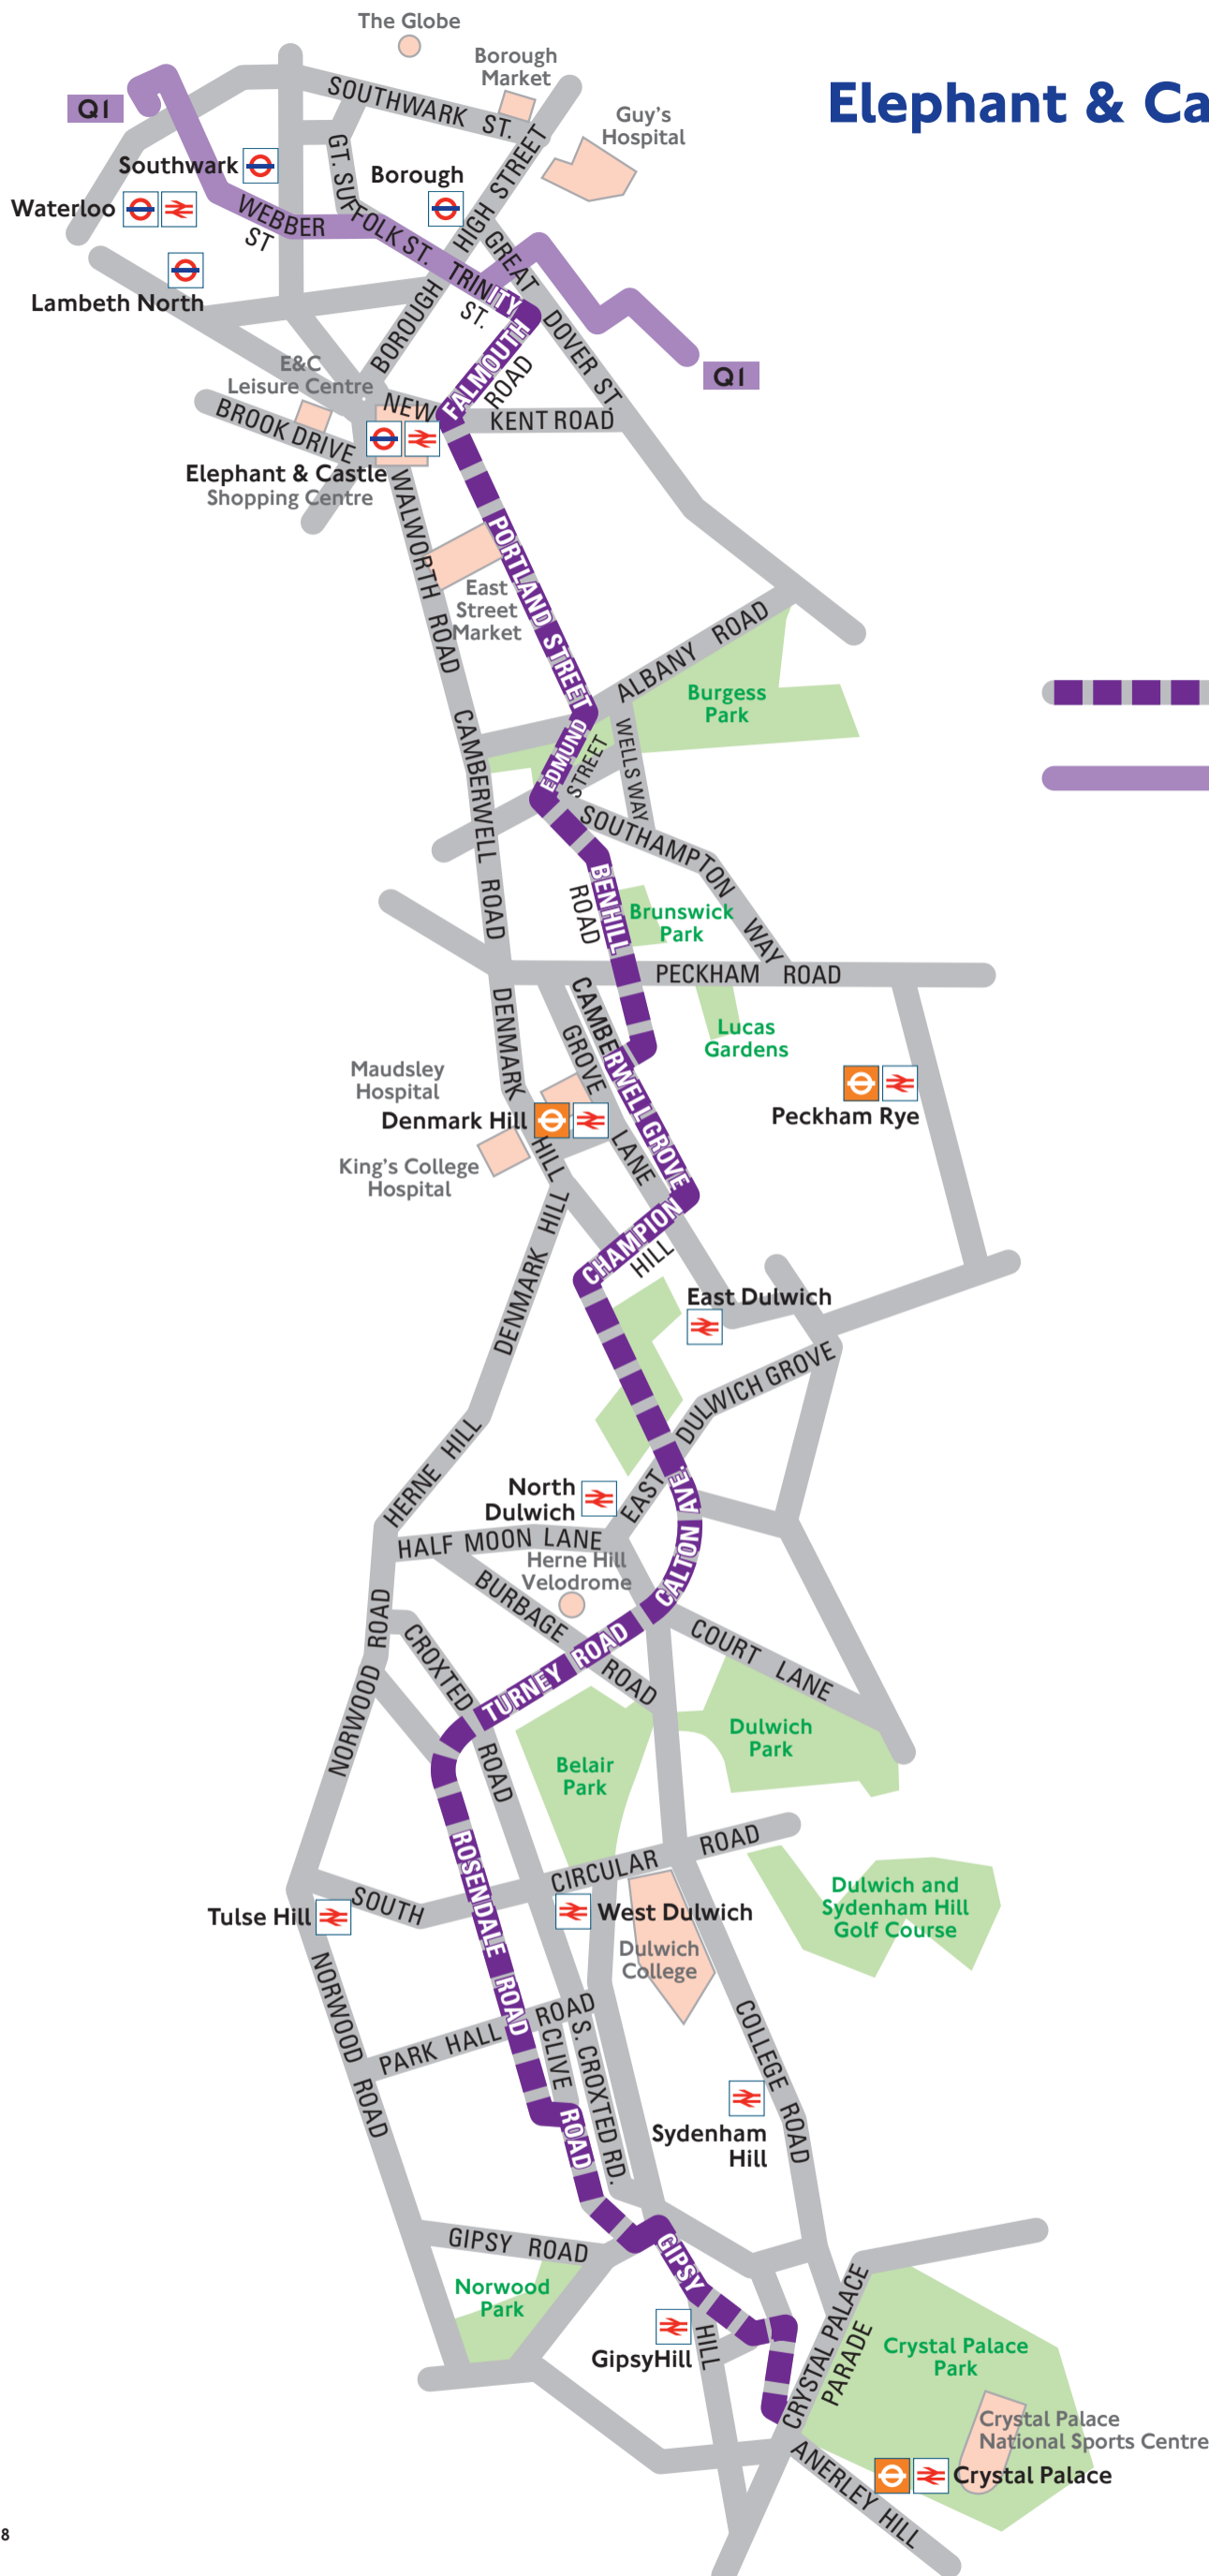 Elephant & Ca
The Globe
Borough
Market
SOUTHWARK ST.
Guy's
Hospital
Q1
Southwark
GT. SUFFOLK ST.
Borough
Waterloo
WEBBER
ST
BOROUGH HIGH STREET
GREAT DOVER ST.
Lambeth North
TRINITY
ST.
FALMOUTH
ROAD
Q1
E&C
Leisure Centre
BROOK DRIVE
NEW KENT ROAD
Elephant & Castle
Shopping Centre
WALWORTH ROAD
PORTLAND STREET
East
Street
Market
ALBANY ROAD
Burgess
Park
EDMUND
STREET
WELLSWAY
CAMBERWELL ROAD
SOUTHAMPTON WAY
BENHILL
ROAD
Brunswick
Park
PECKHAM ROAD
DENMARK HILL
GROVE LANE
CAMBERWELL GROVE
Lucas
Gardens
Maudsley
Hospital
Denmark Hill
Peckham Rye
King's College
Hospital
CHAMPION
HILL
DENMARK HILL
East Dulwich
EAST DULWICH GROVE
HERNE HILL
North
Dulwich
CALTON AVE.
HALF MOON LANE
Herne Hill
Velodrome
BURBAGE ROAD
NORWOOD ROAD
CROXTED ROAD
TURNEY ROAD
COURT LANE
Dulwich
Park
Belair
Park
ROSENDALE ROAD
SOUTH CIRCULAR ROAD
Tulse Hill
West Dulwich
Dulwich
College
Dulwich and
Sydenham Hill
Golf Course
NORWOOD ROAD
PARK HALL ROAD
CLIVE ROAD
S. CROXTED RD.
COLLEGE ROAD
Sydenham
Hill
GIPSY ROAD
GIPSY HILL
Norwood
Park
GipsyHill
CRYSTAL PALACE
PARADE
Crystal Palace
Park
Crystal Palace
National Sports Centre
Crystal Palace
ANERLEY HILL
8